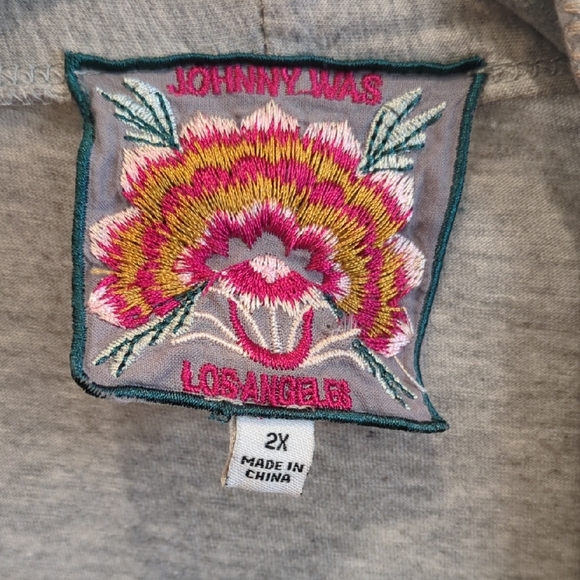 JOHNNY WAS
LOS ANGELES
2X
MADE IN
CHINA